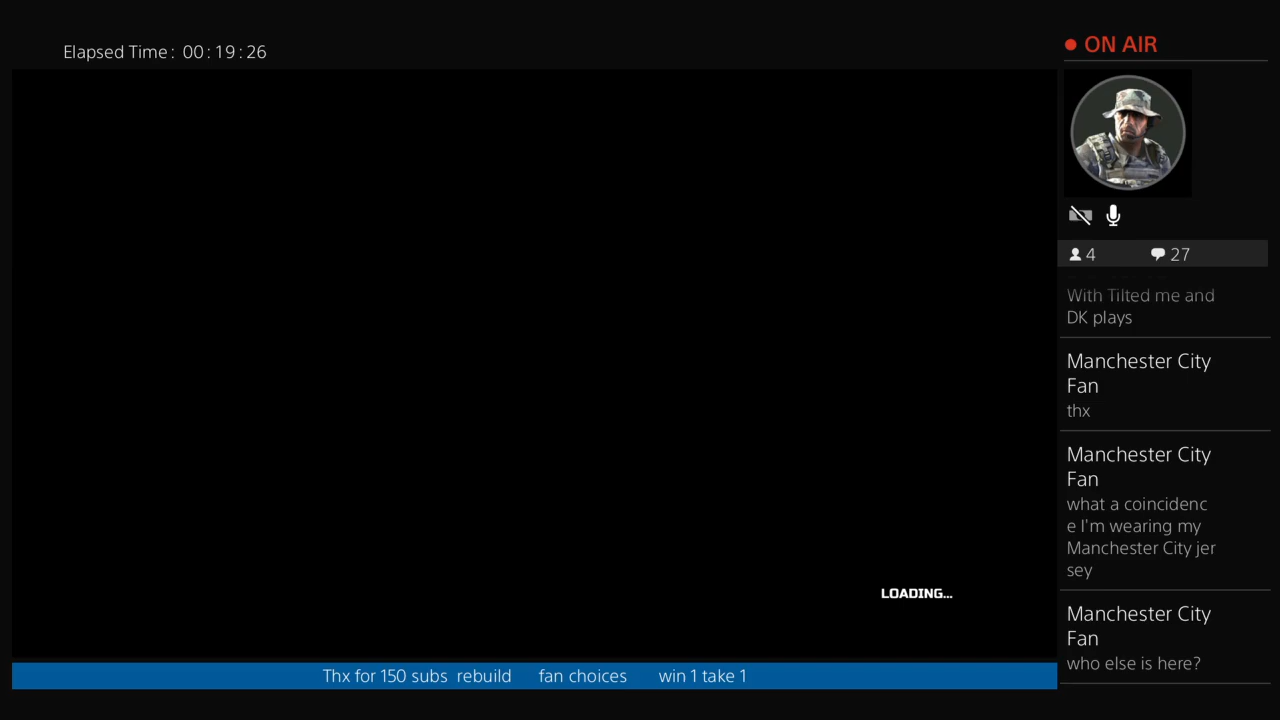 Elapsed Time: 00:19:26
ON AIR
4 27
With Tilted me and
DK plays
Manchester City
Fan
thx
Manchester City
Fan
what a coincidenc
e I'm wearing my
Manchester City jer
sey
Manchester City
Fan
who else is here?
LOADING...
Thx for 150 subs rebuild fan choices win 1 take 1